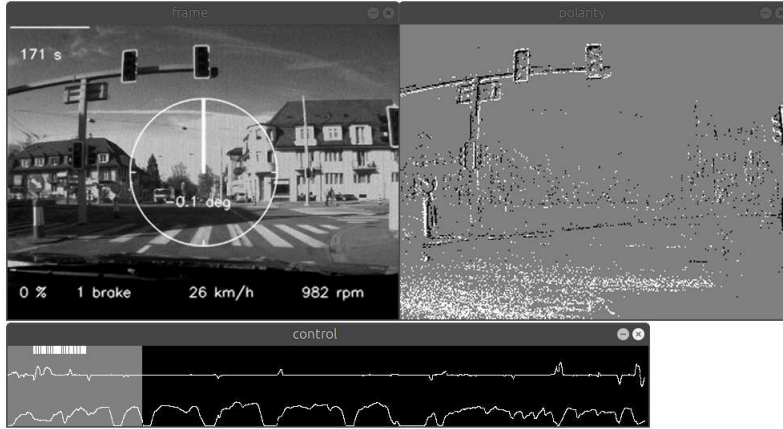 frame
polarity
171 s
-0.1 deg
0 % 1 brake 26 km/h 982 rpm
control